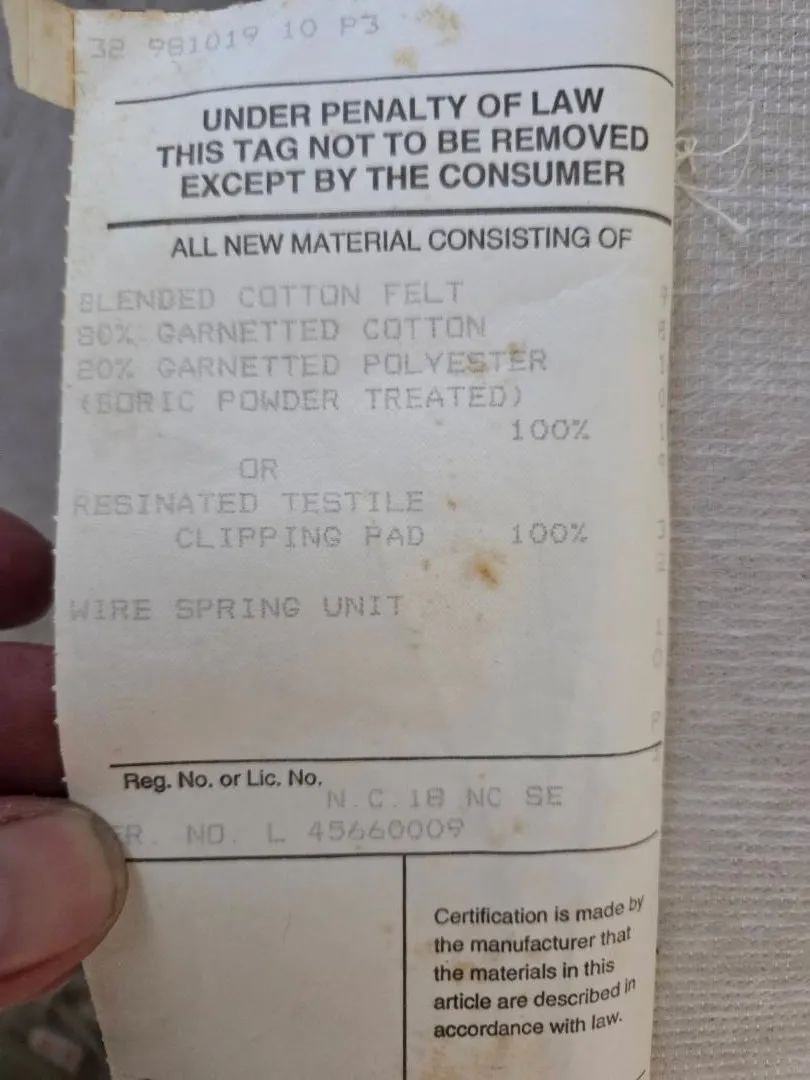 32 981019 10 P3
UNDER PENALTY OF LAW
THIS TAG NOT TO BE REMOVED
EXCEPT BY THE CONSUMER
ALL NEW MATERIAL CONSISTING OF
BLENDED COTTON FELT
80% GARNETTED COTTON
20% GARNETTED POLYESTER
(BORIC POWDER TREATED)
100%
OR
RESINATED TESTILE
CLIPPING PAD 100%
WIRE SPRING UNIT
Reg. No. or Lic. No.
N.C.18 NC SE
ER. NO. L 45660009
Certification is made by
the manufacturer that
the materials in this
article are described in
accordance with law.